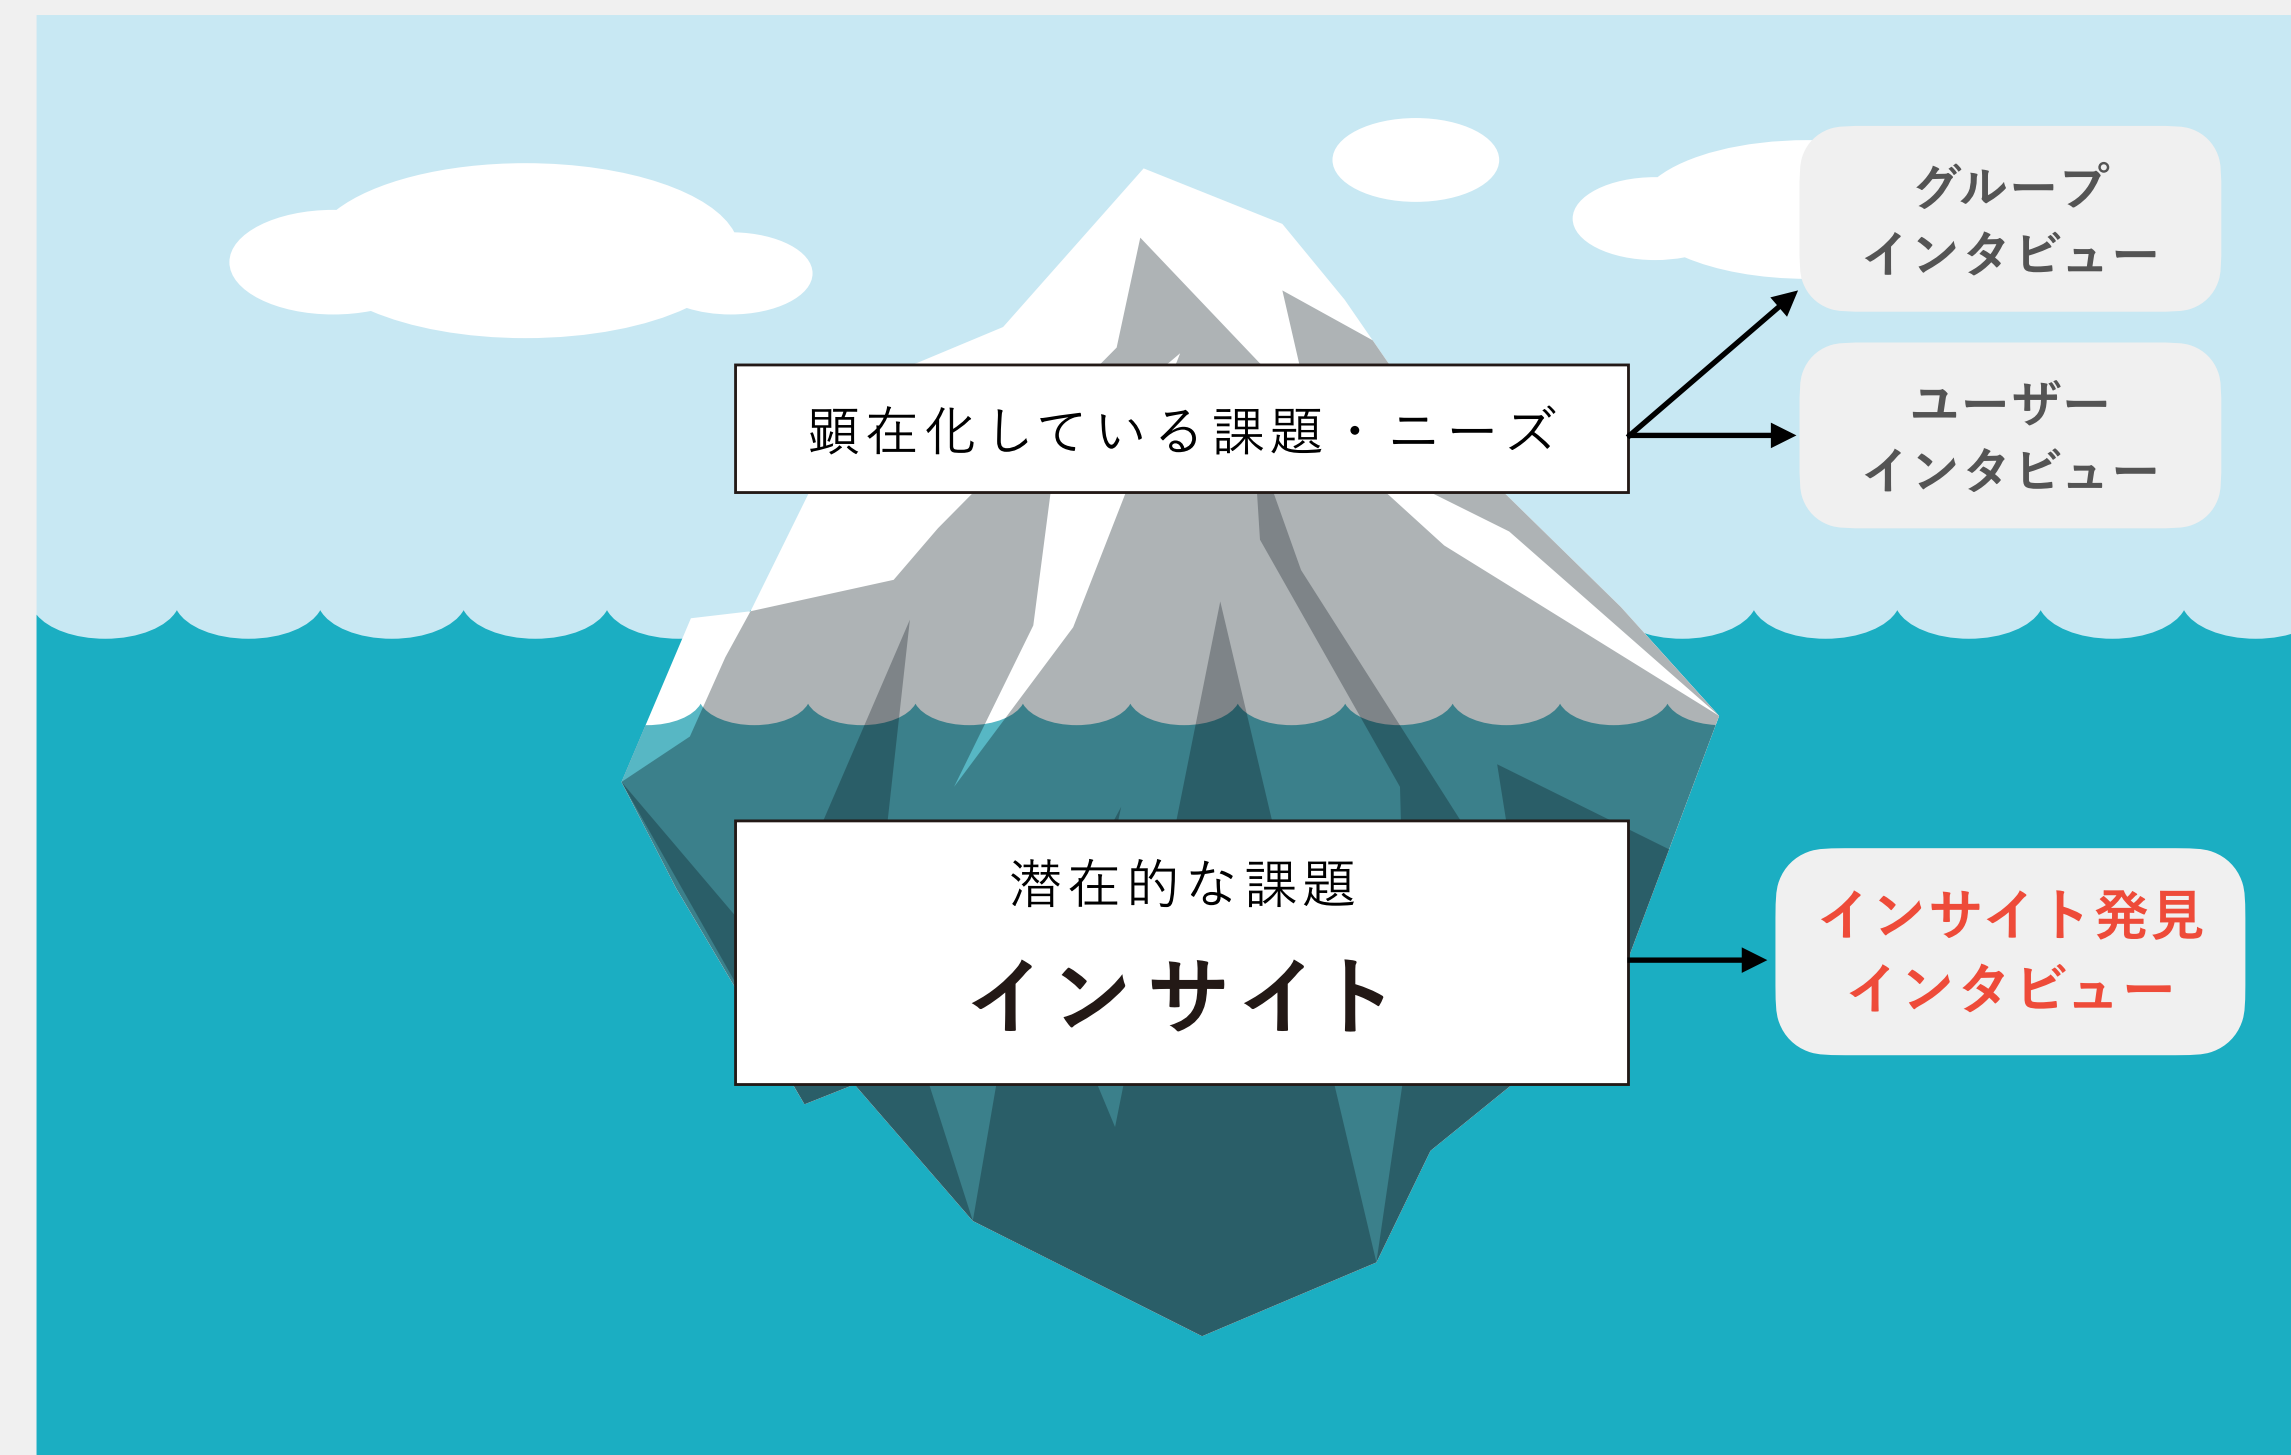 グループ
インタビュー
顕在化している課題・ニーズ
ユーザー
インタビュー
潜在的な課題
インサイト
インサイト発見
インタビュー